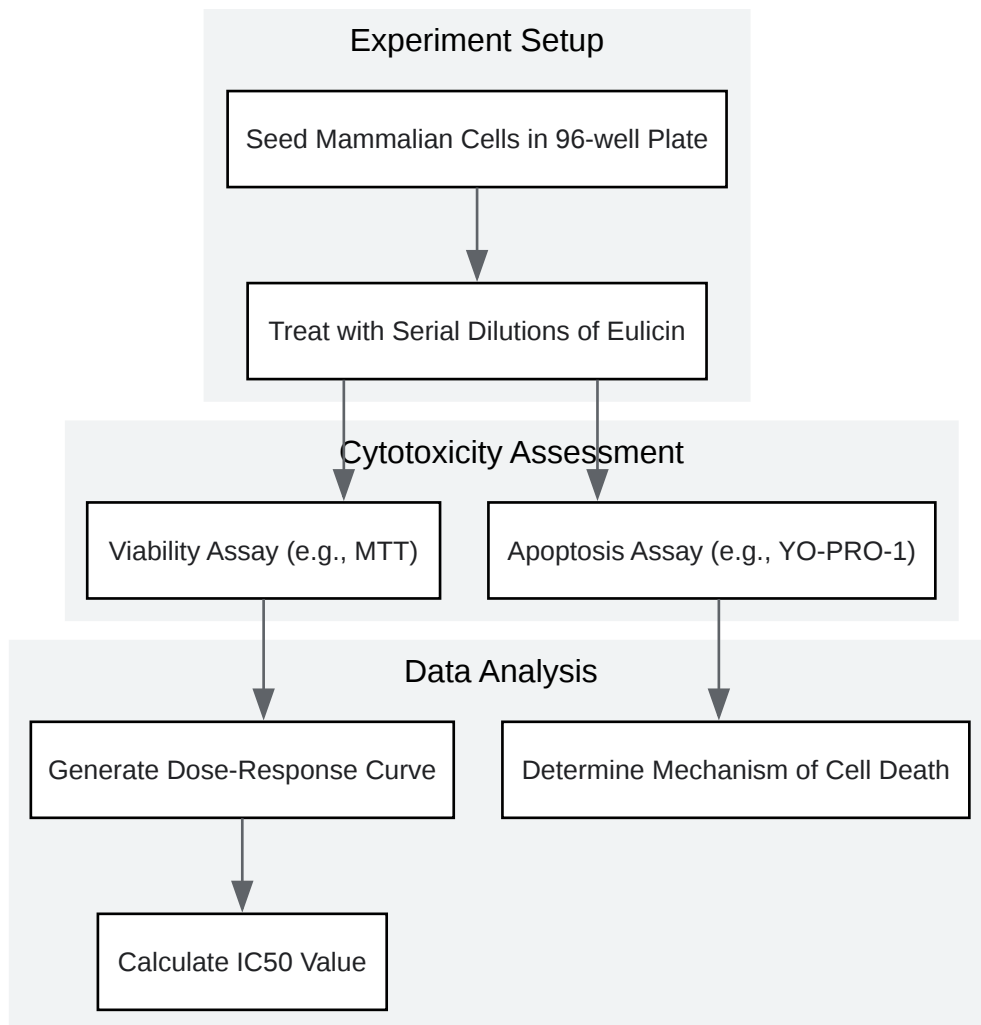 Experiment Setup
Seed Mammalian Cells in 96-well Plate
Treat with Serial Dilutions of Eulicin
Cytotoxicity Assessment
Viability Assay (e.g., MTT)
Apoptosis Assay (e.g., YO-PRO-1)
Data Analysis
Generate Dose-Response Curve
Determine Mechanism of Cell Death
Calculate IC50 Value